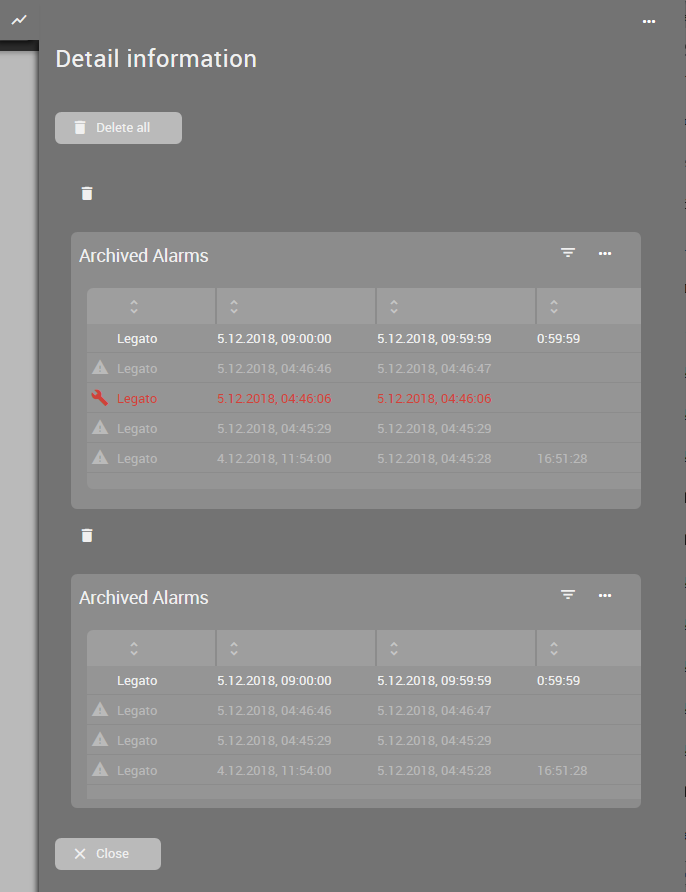 Detail information
Delete all
Archived Alarms
Legato 5.12.2018, 09:00:00 5.12.2018, 09:59:59 0:59:59
Legato 5.12.2018, 04:46:46 5.12.2018, 04:46:47
Legato 5.12.2018, 04:46:06 5.12.2018, 04:46:06
Legato 5.12.2018, 04:45:29 5.12.2018, 04:45:29
Legato 4.12.2018, 11:54:00 5.12.2018, 04:45:28 16:51:28
Archived Alarms
Legato 5.12.2018, 09:00:00 5.12.2018, 09:59:59 0:59:59
Legato 5.12.2018, 04:46:46 5.12.2018, 04:46:47
Legato 5.12.2018, 04:45:29 5.12.2018, 04:45:29
Legato 4.12.2018, 11:54:00 5.12.2018, 04:45:28 16:51:28
Close